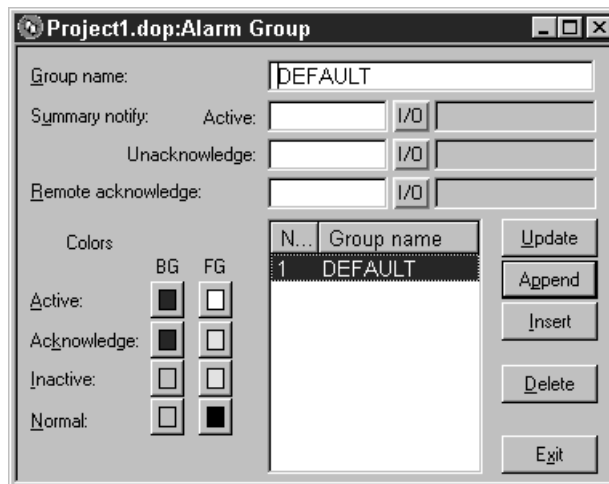 Project1.dop:Alarm Group
Group name: DEFAULT
Summary notify: Active: I/O
Unacknowledge: I/O
Remote acknowledge: I/O
Colors
BG FG
Active:
Acknowledge:
Inactive:
Normal:
N... Group name
1 DEFAULT
Update
Append
Insert
Delete
Exit